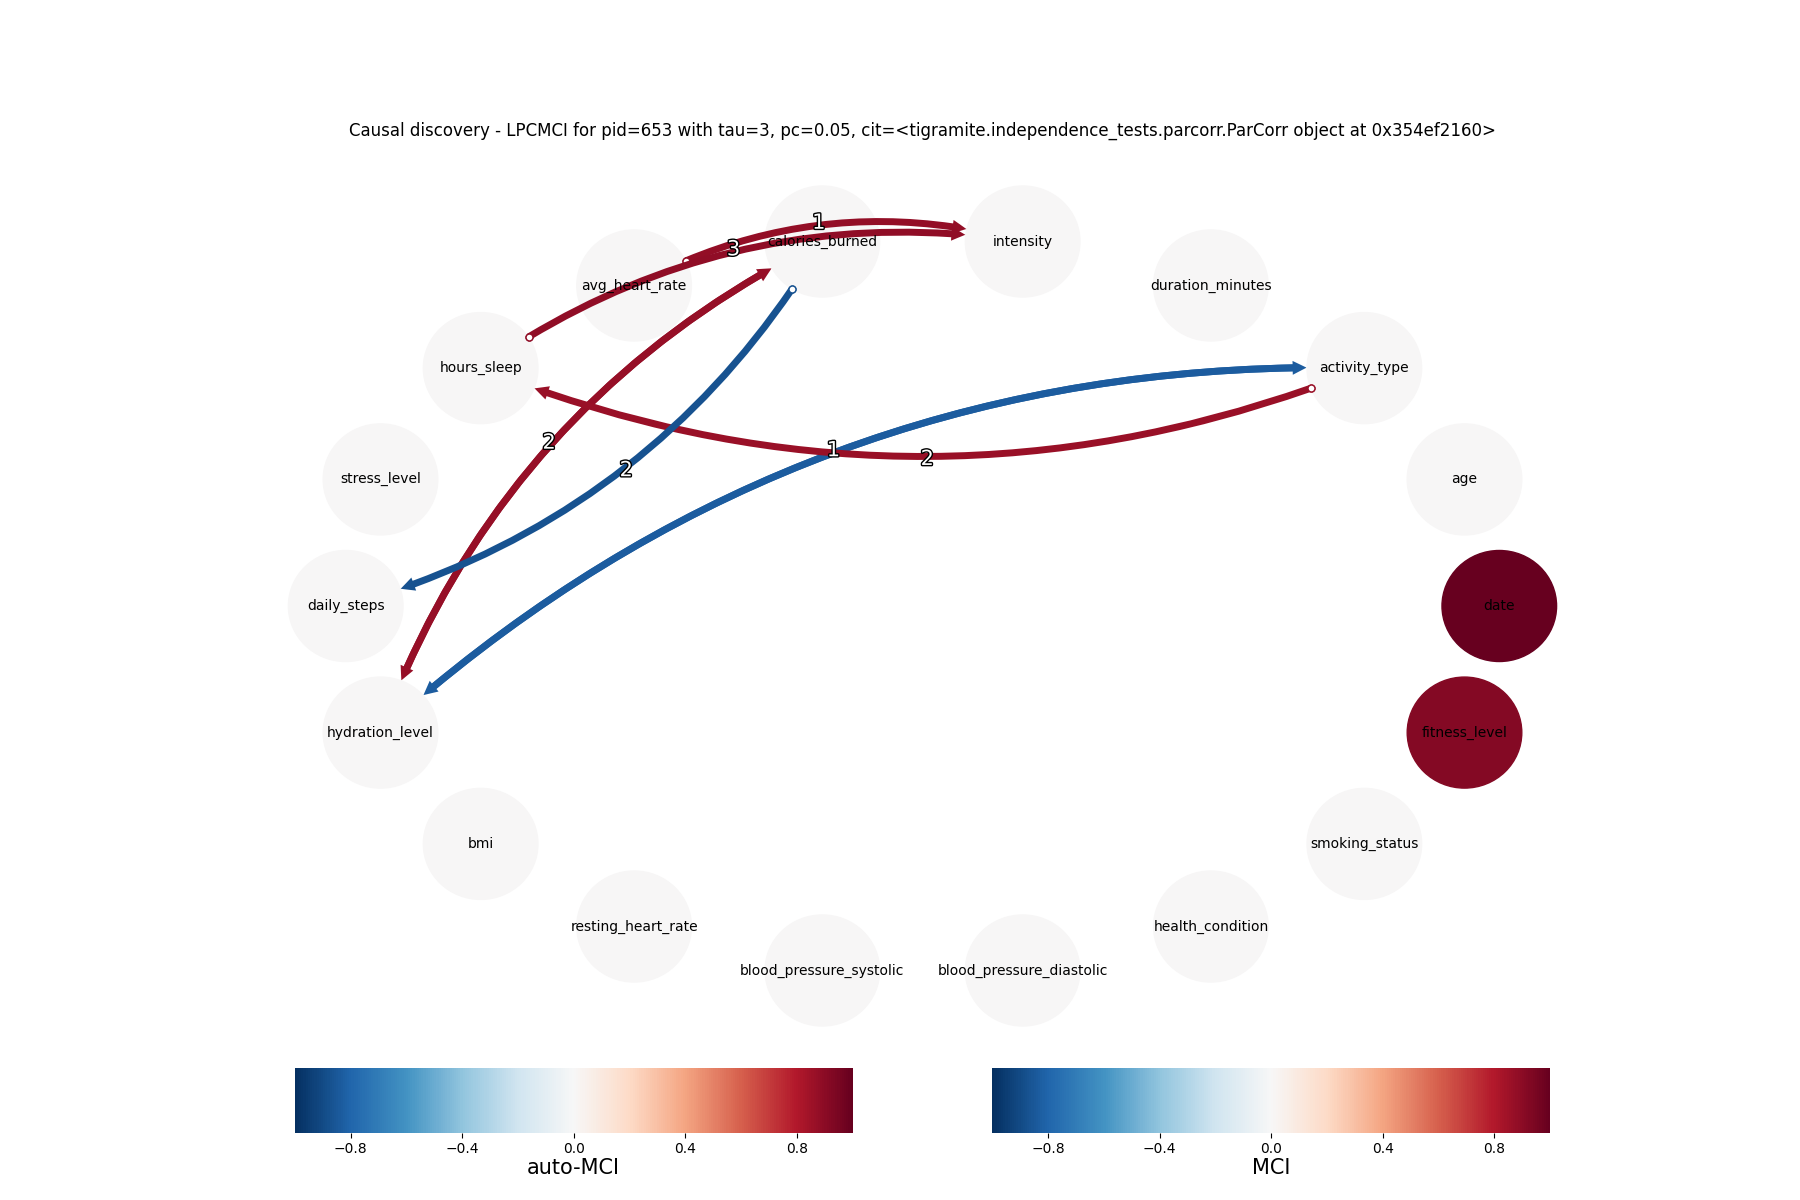 Causal discovery - LPCMCI for pid=653 with tau=3, pc=0.05, cit=<tigramite.independence_tests.parcorr.ParCorr object at 0x354ef2160>
1
3
calories_burned
intensity
avg_heart_rate
duration_minutes
hours_sleep
activity_type
2
1
2
2
stress_level
age
daily_steps
date
hydration_level
fitness_level
bmi
smoking_status
resting_heart_rate
health_condition
blood_pressure_systolic
blood_pressure_diastolic
−0.8 −0.4 0.0 0.4 0.8
auto-MCI
−0.8 −0.4 0.0 0.4 0.8
MCI